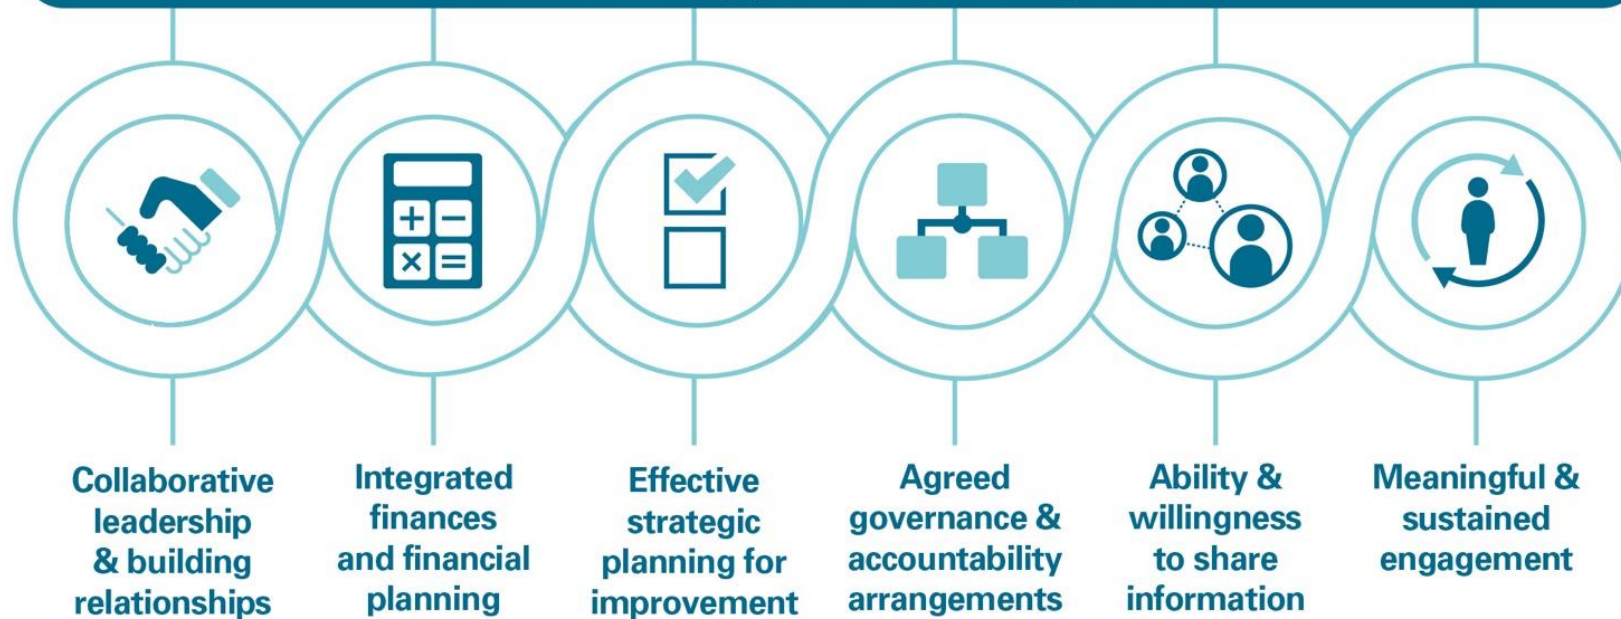 Collaborative
leadership
& building
relationships
Integrated
finances
and financial
planning
Effective
strategic
planning for
improvement
Agreed
governance &
accountability
arrangements
Ability &
willingness
to share
information
Meaningful &
sustained
engagement